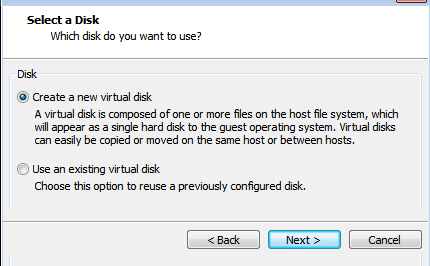 Select a Disk
Which disk do you want to use?
Disk
Create a new virtual disk
A virtual disk is composed of one or more files on the host file system, which
will appear as a single hard disk to the guest operating system. Virtual disks
can easily be copied or moved on the same host or between hosts.
Use an existing virtual disk
Choose this option to reuse a previously configured disk.
< Back
Next >
Cancel